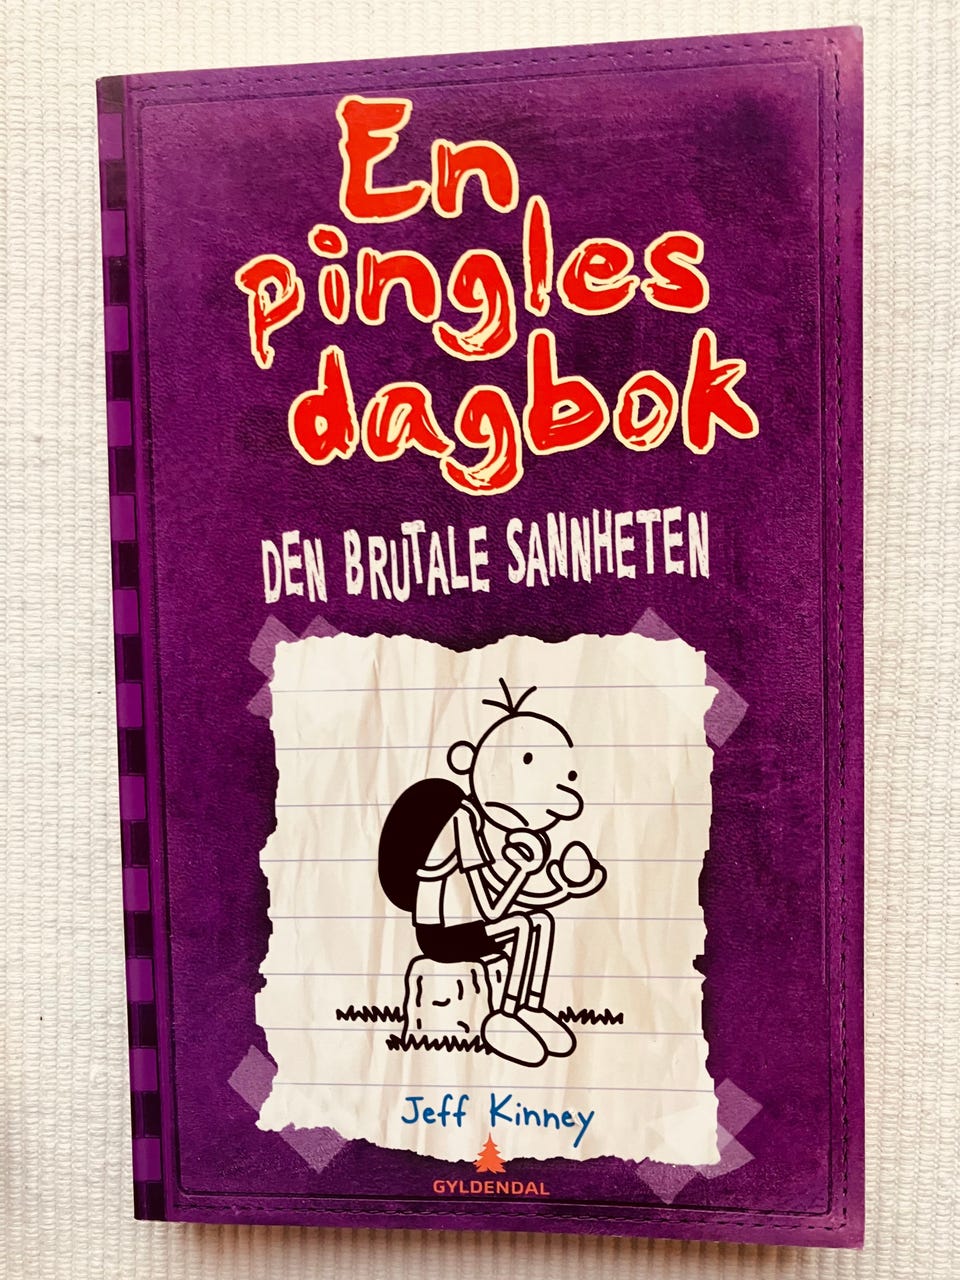 En
pingles
dagbok
DEN BRUTALE SANNHETEN
Jeff Kinney
GYLDENDAL